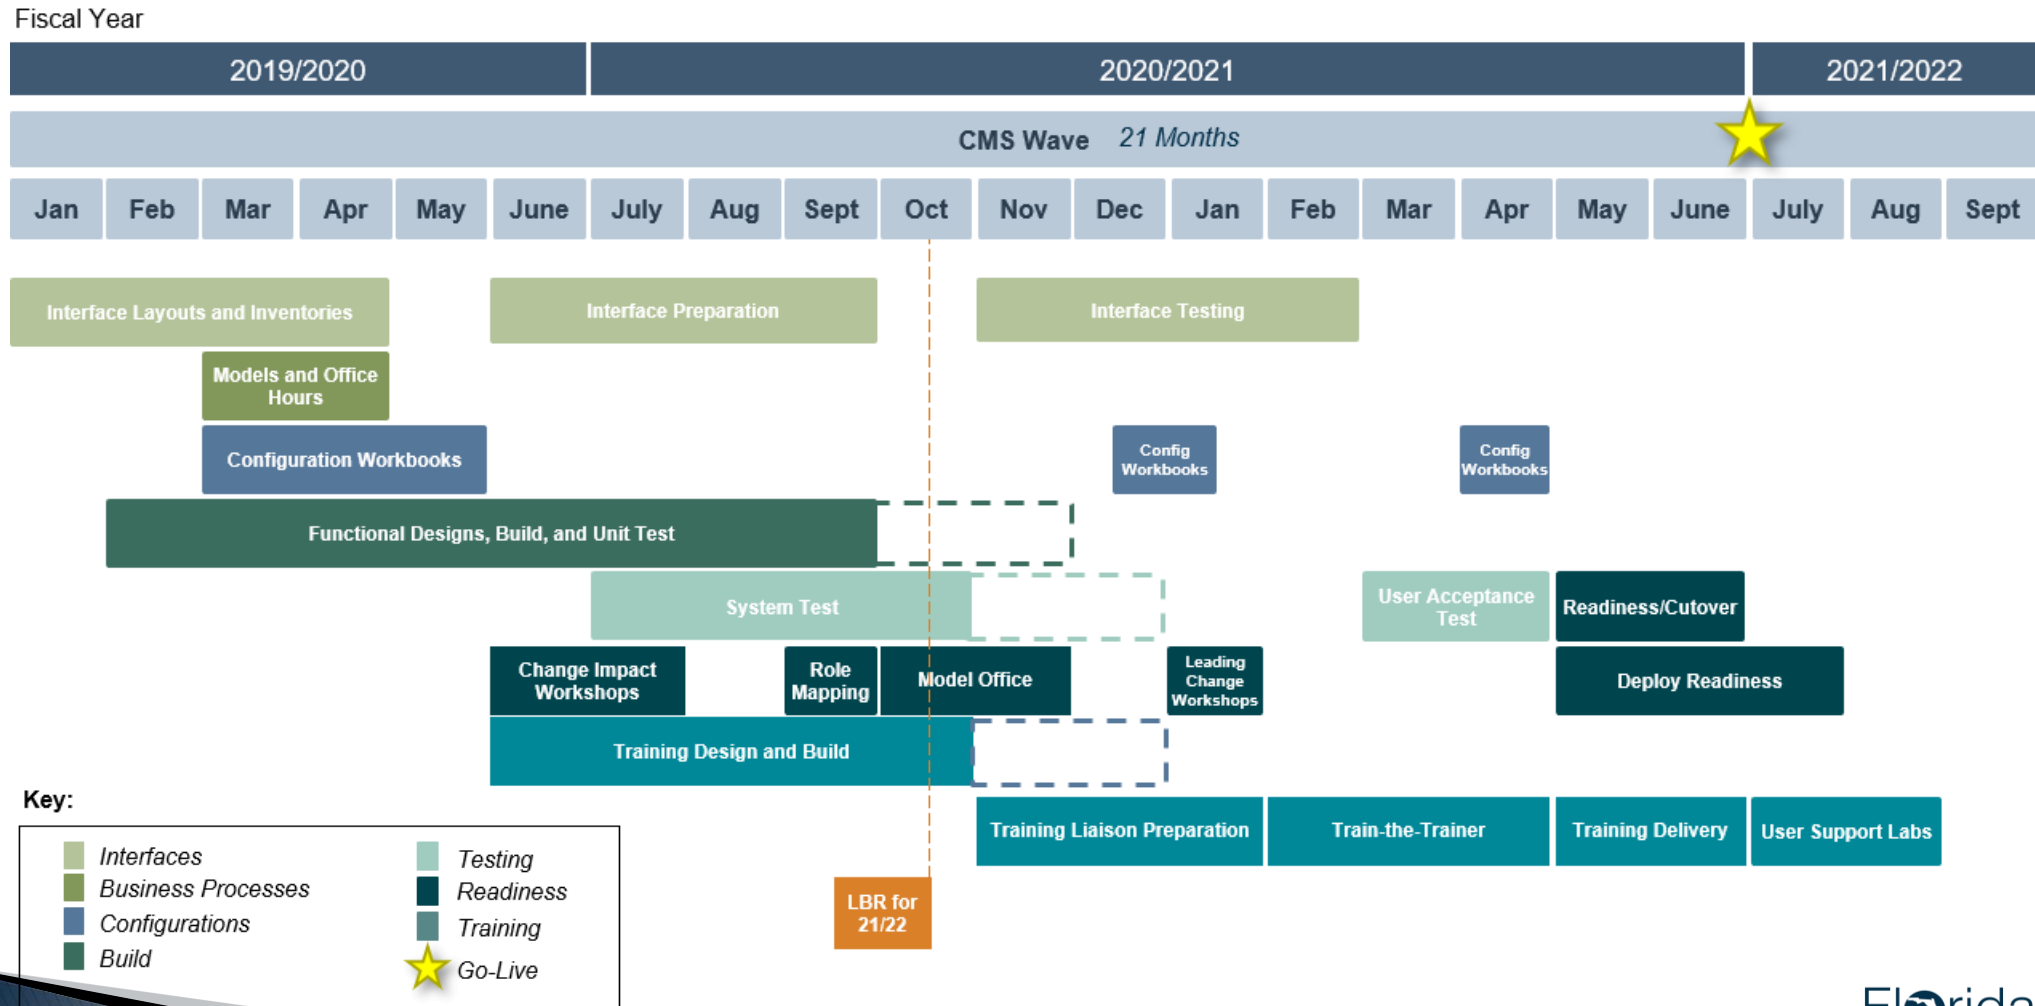 Fiscal Year
2019/2020
2020/2021
2021/2022
CMS Wave 21 Months
Jan Feb Mar Apr May June July Aug Sept Oct Nov Dec Jan Feb Mar Apr May June July Aug Sept
Interface Layouts and Inventories
Interface Preparation
Interface Testing
Models and Office
Hours
Configuration Workbooks
Config
Workbooks
Config
Workbooks
Functional Designs, Build, and Unit Test
System Test
User Acceptance
Test
Readiness/Cutover
Change Impact
Workshops
Role
Mapping
Model Office
Leading
Change
Workshops
Deploy Readiness
Training Design and Build
Training Liaison Preparation
Train-the-Trainer
Training Delivery
User Support Labs
LBR for
21/22
Key:
Interfaces
Business Processes
Configurations
Build
Testing
Readiness
Training
Go-Live
Florida